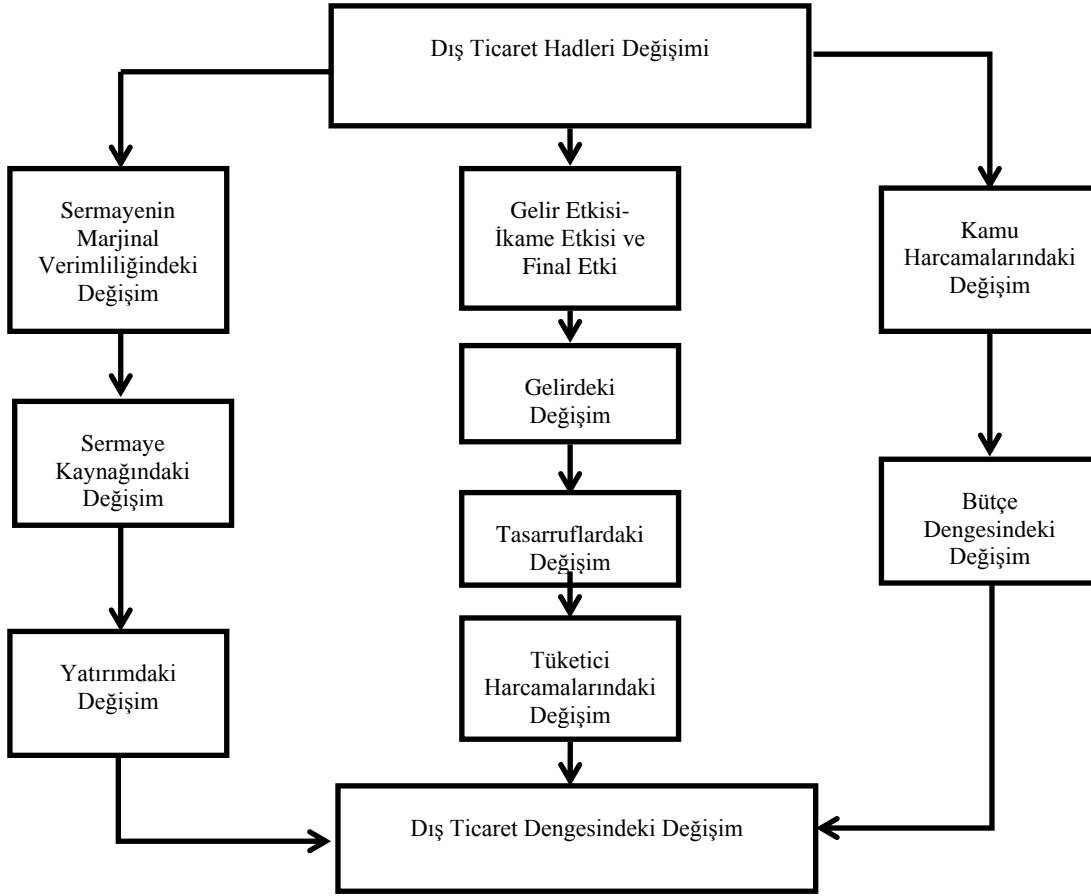 Dış Ticaret Hadleri Değişimi
Sermayenin
Marjinal
Verimliliğindeki
Değişim
Gelir Etkisi-
İkame Etkisi ve
Final Etki
Kamu
Harcamalarındaki
Değişim
Gelirdeki
Değişim
Sermaye
Kaynağındaki
Değişim
Tasarruflardaki
Değişim
Bütçe
Dengesindeki
Değişim
Yatırımdaki
Değişim
Tüketici
Harcamalarındaki
Değişim
Dış Ticaret Dengesindeki Değişim